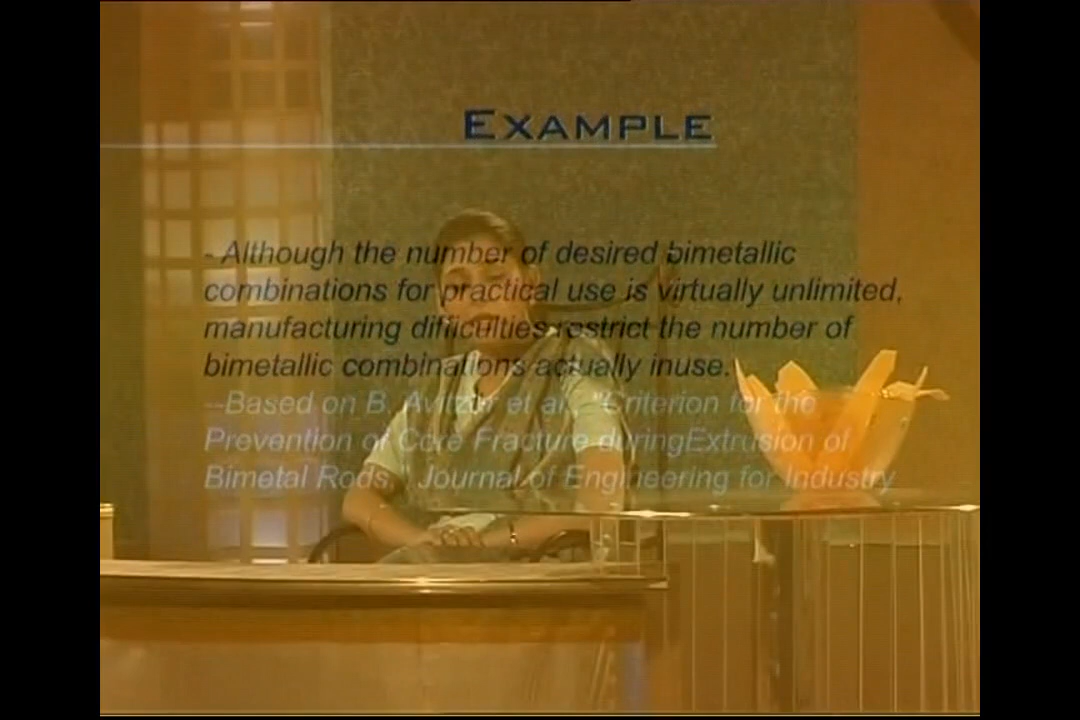 EXAMPLE
- Although the number of desired bimetallic
combinations for practical use is virtually unlimited,
manufacturing difficulties restrict the number of
bimetallic combinations actually inuse.
--Based on B. Avitzur et al. "Criterion for the
Prevention of Core Fracture duringExtrusion of
Bimetal Rods, Journal of Engineering for Industry